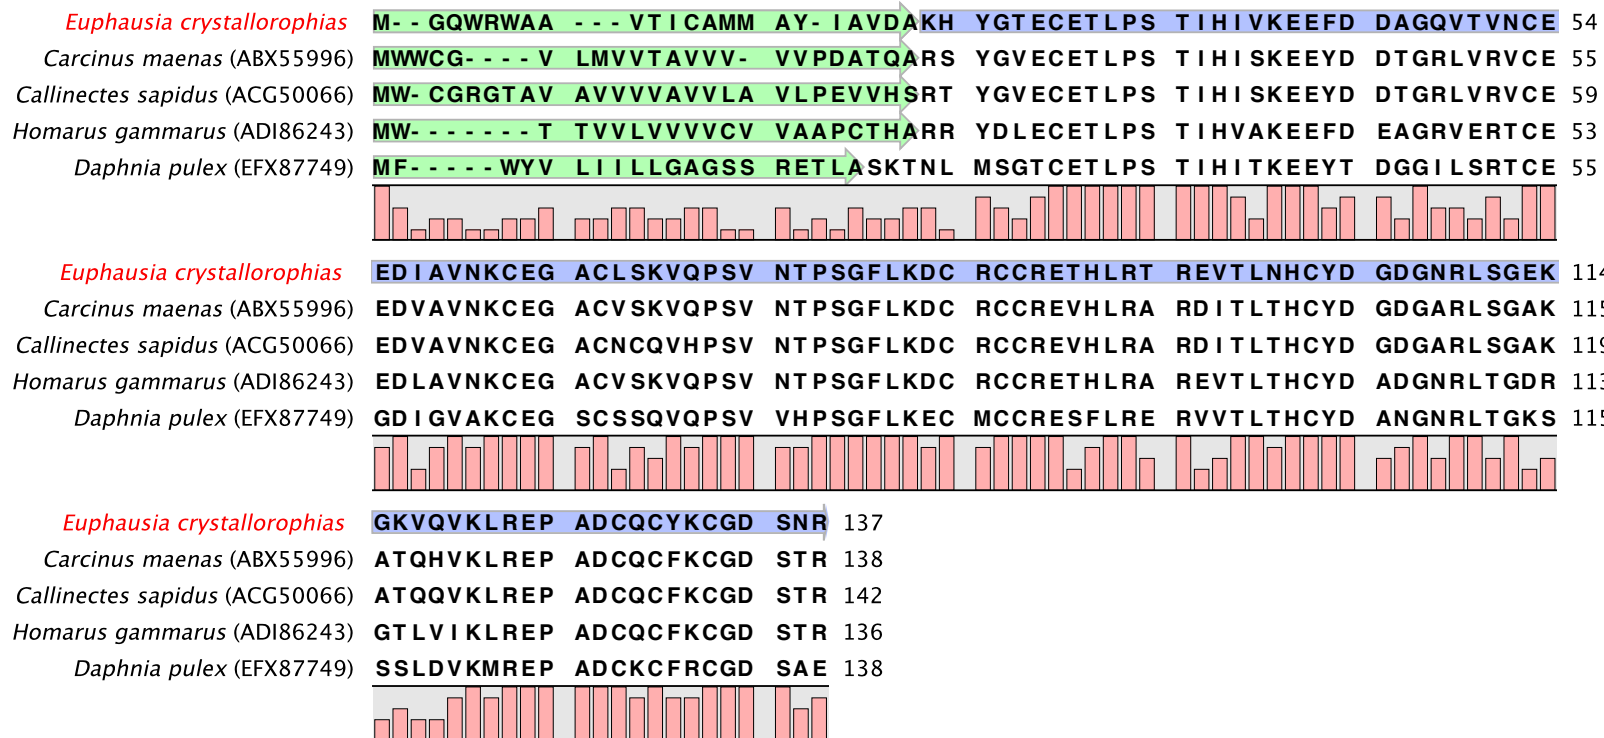 Euphausia crystallorophias M--GQWRWAA ---VTICAMM AY-IAVDAKH YGTECETLPS TIHIVKEEFD DAGQVTVNCE 54
Carcinus maenas (ABX55996) MWWCG----V LMVVTAVVV- VVPDATQARS YGVECETLPS TIHISKEEYD DTGRLVRVCE 55
Callinectes sapidus (ACG50066) MW-CGRGTAV AVVVVAVVLA VLPEVVHSRT YGVECETLPS TIHISKEEYD DTGRLVRVCE 59
Homarus gammarus (ADI86243) MW-------T TVVLVVVVCV VAAPCTHARR YDLECETLPS TIHVAKEEFD EAGRVERTCE 53
Daphnia pulex (EFX87749) MF-----WYV LIILLGAGSS RETLASKTNL MSGTCETLPS TIHITKEEYT DGGILSRTCE 55
Euphausia crystallorophias EDIAVNKCEG ACLSKVQPSV NTPSGFLKDC RCCRETHLRT REVTLNHCYD GDGNRLSGEK 114
Carcinus maenas (ABX55996) EDVAVNKCEG ACVSKVQPSV NTPSGFLKDC RCCREVHLRA RDITLTHCYD GDGARLSGAK 115
Callinectes sapidus (ACG50066) EDVAVNKCEG ACNCQVHPSV NTPSGFLKDC RCCREVHLRA RDITLTHCYD GDGARLSGAK 119
Homarus gammarus (ADI86243) EDLAVNKCEG ACVSKVQPSV NTPSGFLKDC RCCRETHLRA REVTLTHCYD ADGNRLTGDR 113
Daphnia pulex (EFX87749) GDIGVAKCEG SCSSQVQPSV VHPSGFLKEC MCCRESFLRE RVVTLTHCYD ANGNRLTGKS 115
Euphausia crystallorophias GKVQVKLREP ADCQCYKCGD SNR 137
Carcinus maenas (ABX55996) ATQHVKLREP ADCQCFKCGD STR 138
Callinectes sapidus (ACG50066) ATQQVKLREP ADCQCFKCGD STR 142
Homarus gammarus (ADI86243) GTLVIKLREP ADCQCFKCGD STR 136
Daphnia pulex (EFX87749) SSLDVKMREP ADCKCFRCGD SAE 138